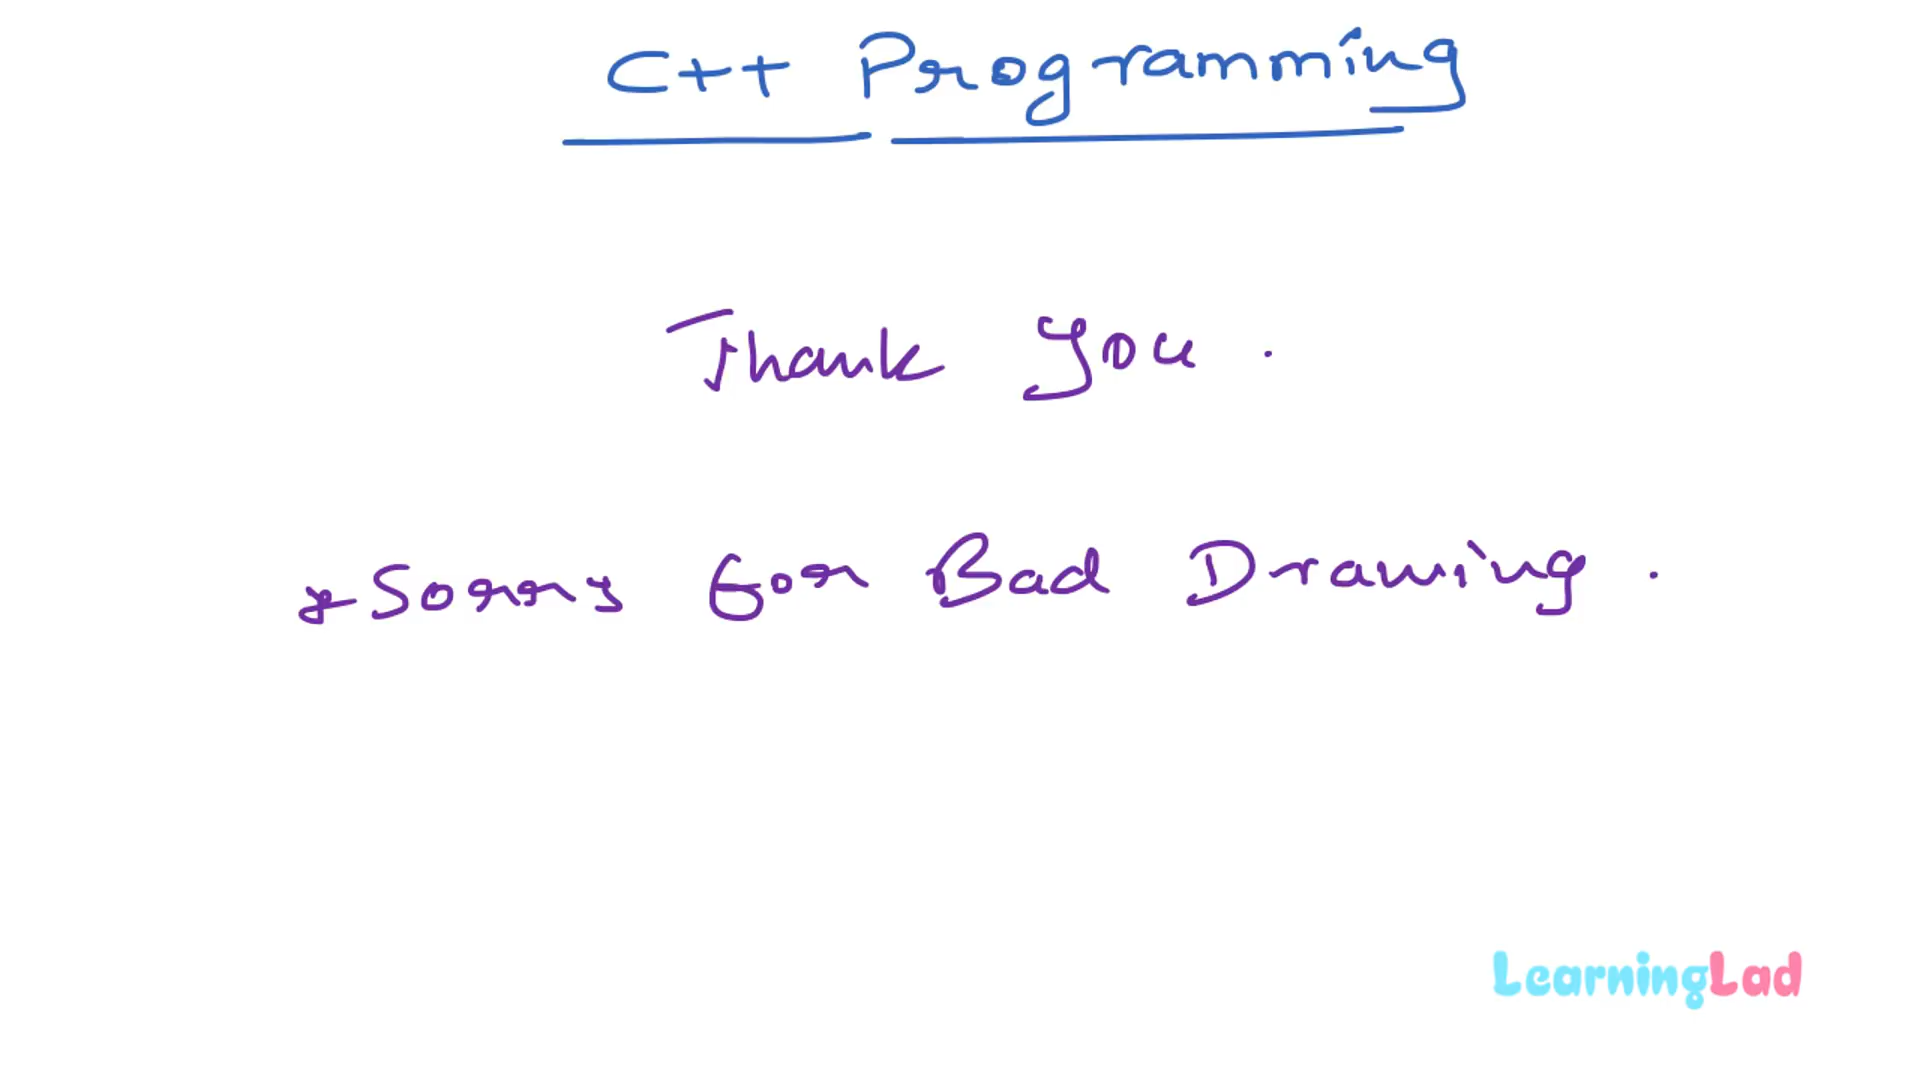 C++ Programming
Thank you .
* Sorry for Bad Drawing .
LearningLad